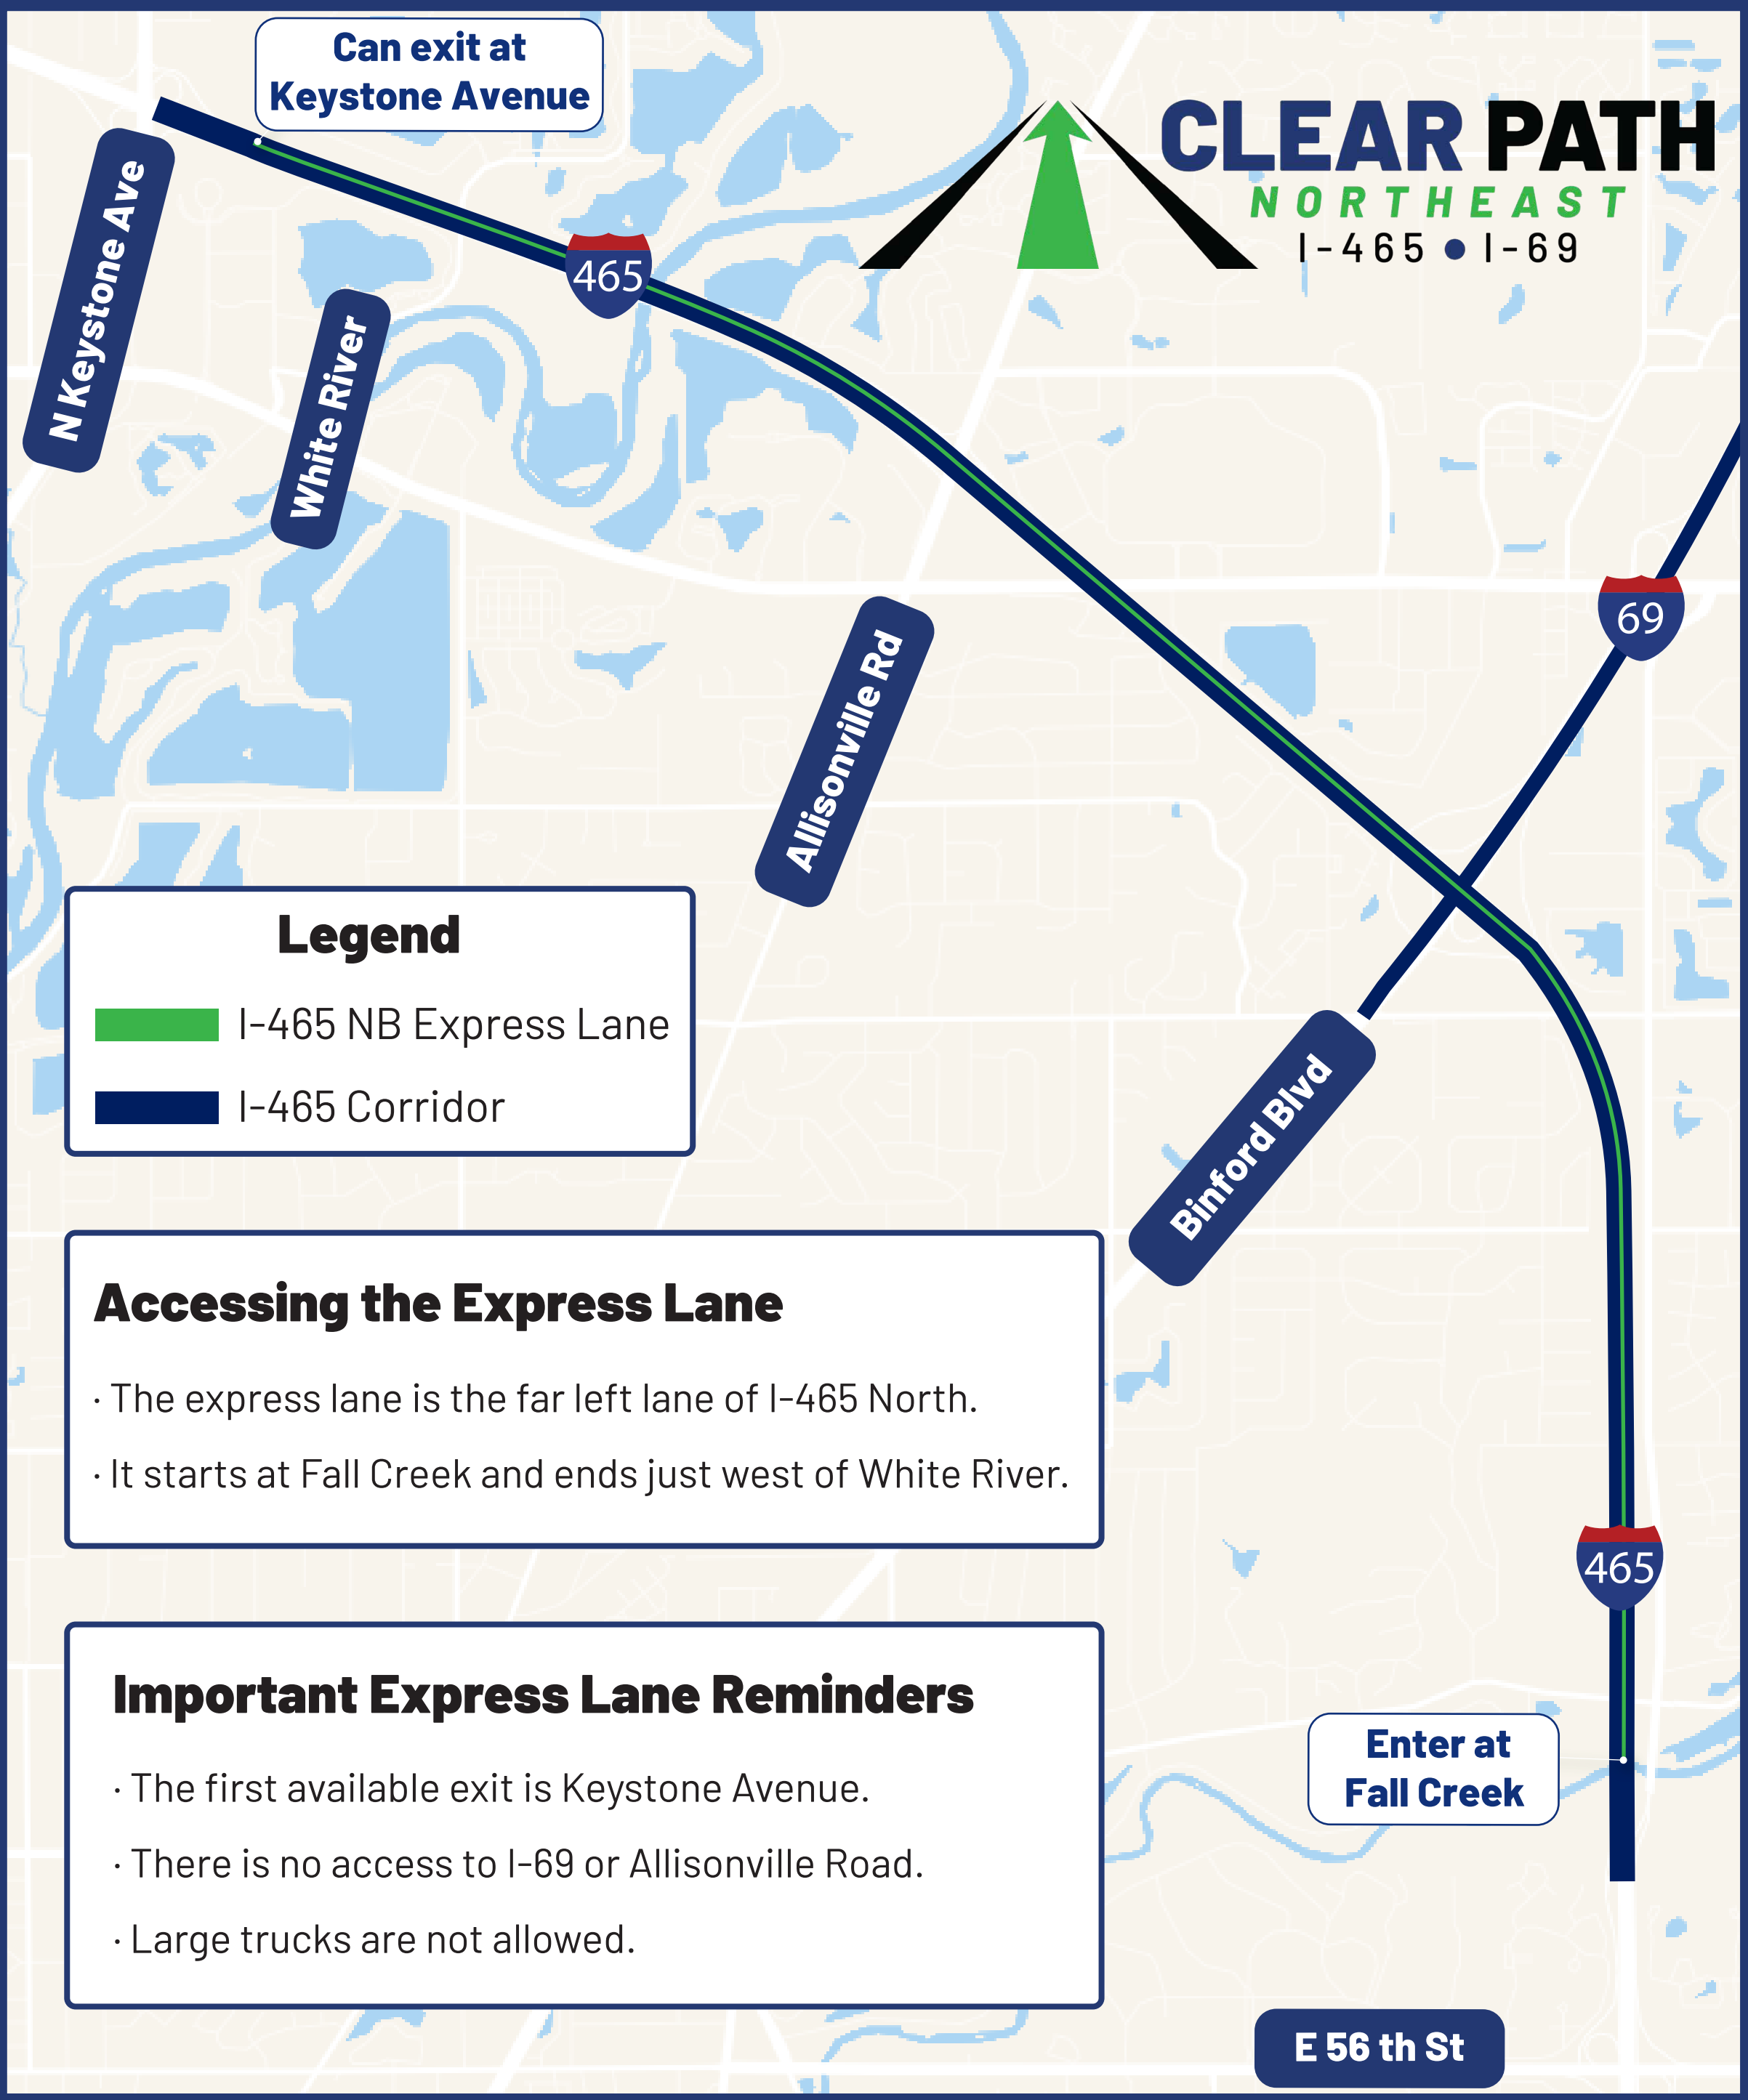 Can exit at
Keystone Avenue
CLEAR PATH
NORTHEAST
I-465 • I-69
N Keystone Ave
White River
465
69
Allisonville Rd
Legend
I-465 NB Express Lane
I-465 Corridor
Binford Blvd
Accessing the Express Lane
· The express lane is the far left lane of I-465 North.
· It starts at Fall Creek and ends just west of White River.
465
Important Express Lane Reminders
· The first available exit is Keystone Avenue.
· There is no access to I-69 or Allisonville Road.
· Large trucks are not allowed.
Enter at
Fall Creek
E 56 th St